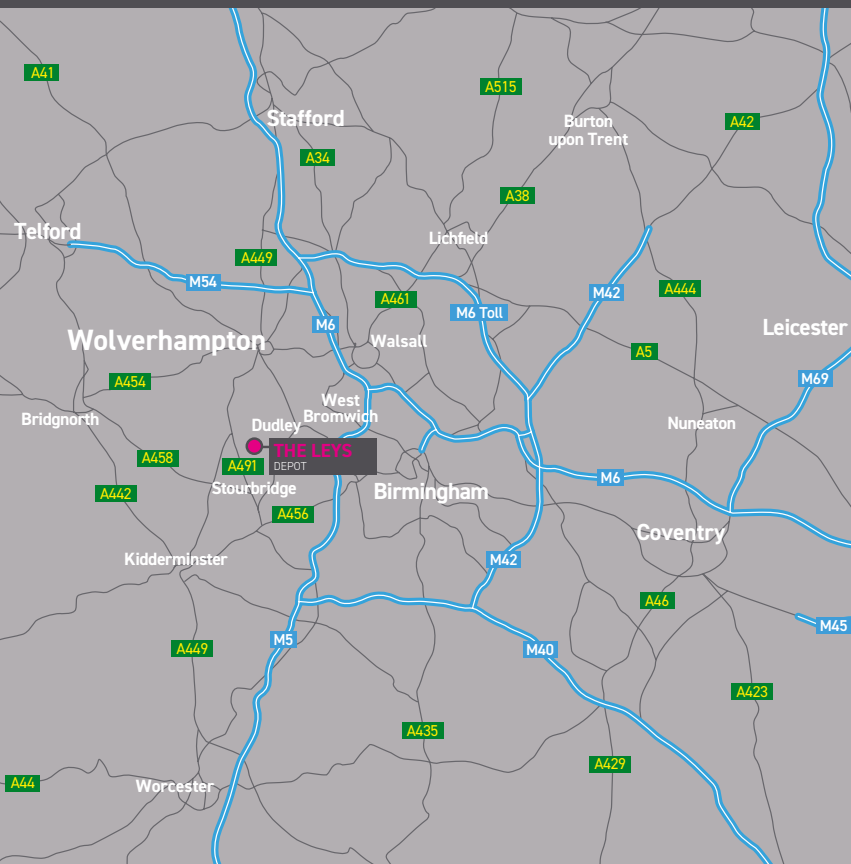 A41
A515
Stafford
Burton
upon Trent
A42
A34
A38
Telford
Lichfield
A449
M54
A461
M42
A444
M6 Toll
M6
Leicester
Wolverhampton
Walsall
A5
A454
M69
West
Bromwich
Bridgnorth
Dudley
Nuneaton
THE LEYS
DEPOT
A458
A491
M6
Stourbridge
Birmingham
A442
A456
Coventry
Kidderminster
M42
A46
M45
M5
A449
M40
A423
A435
A429
A44
Worcester